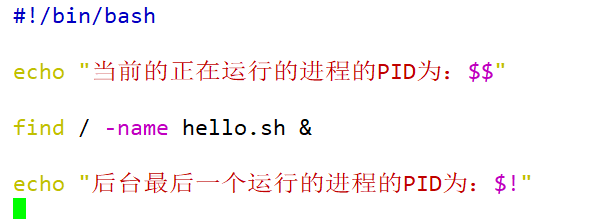 #!/bin/bash
echo "当前的正在运行的进程的PID为：$$"
find / -name hello.sh &
echo "后台最后一个运行的进程的PID为：$!"